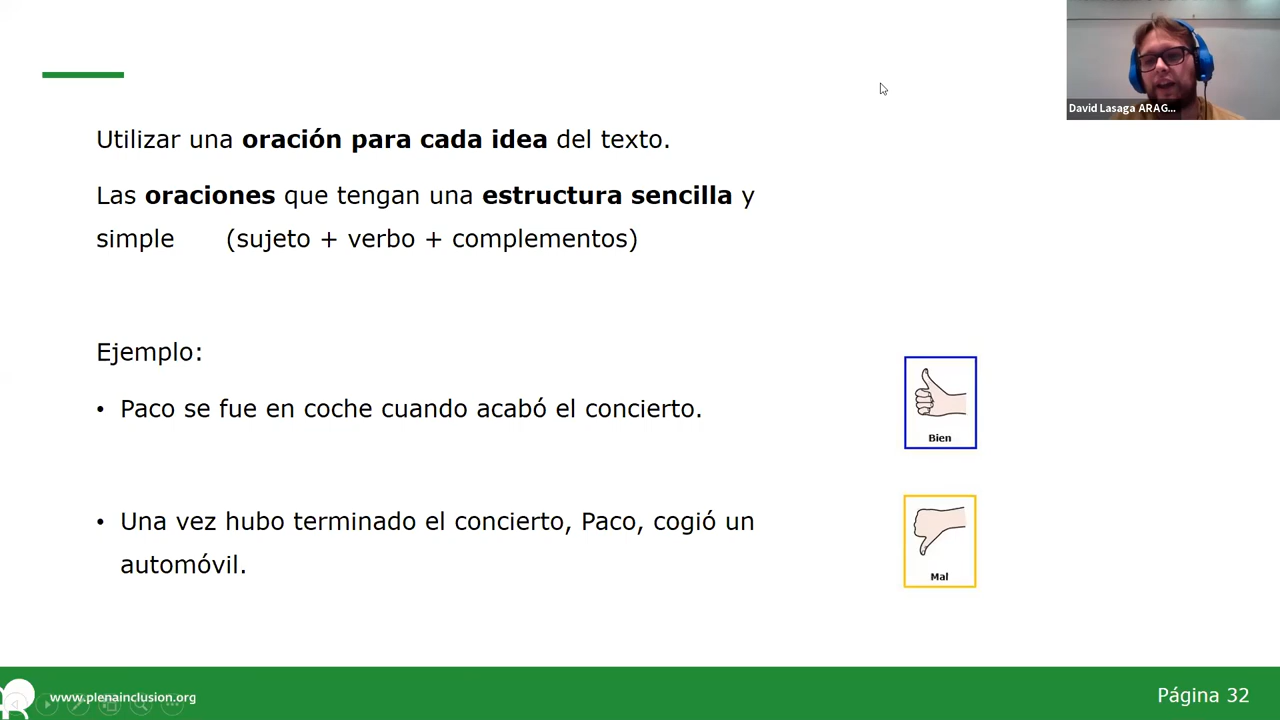 David Lasaga ARAG...
Utilizar una oración para cada idea del texto.
Las oraciones que tengan una estructura sencilla y
simple (sujeto + verbo + complementos)
Ejemplo:
• Paco se fue en coche cuando acabó el concierto.
Bien
• Una vez hubo terminado el concierto, Paco, cogió un
automóvil.
Mal
www.plenainclusion.org
Página 32